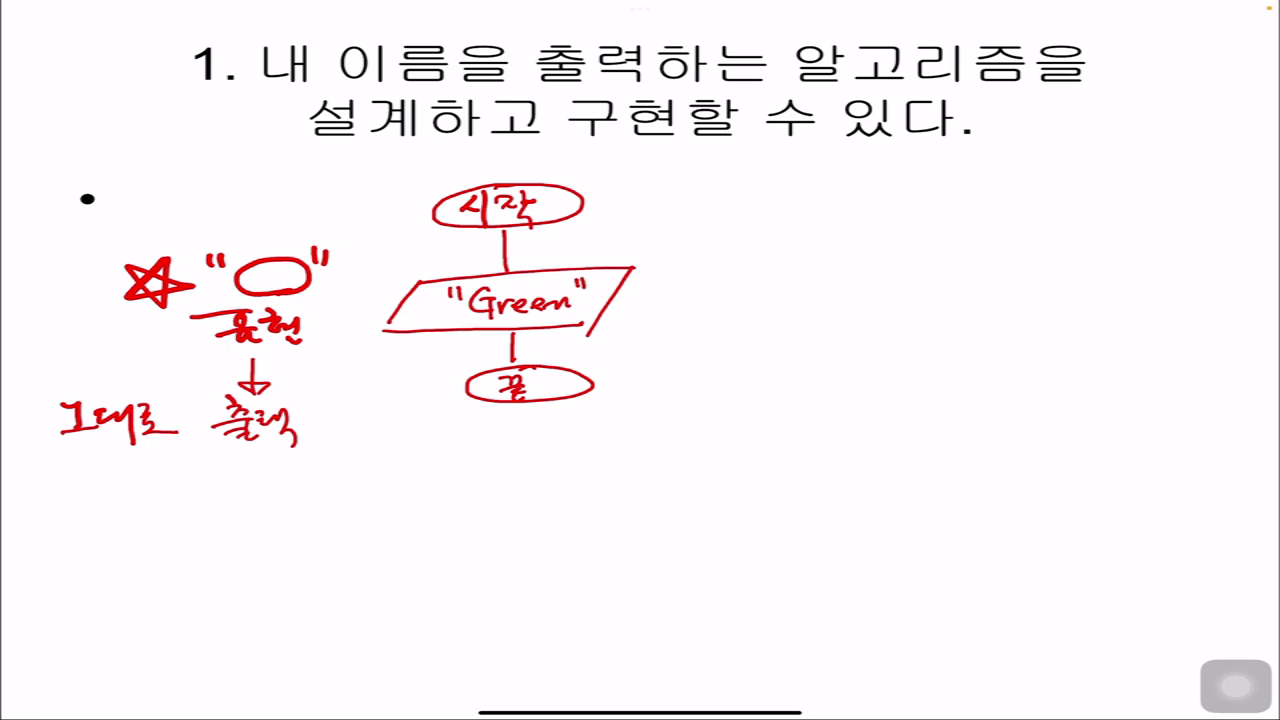 1. 내 이름을 출력하는 알고리즘을
설계하고 구현할 수 있다.
•
시작
" "
"Green"
표현
끝
그대로 출력